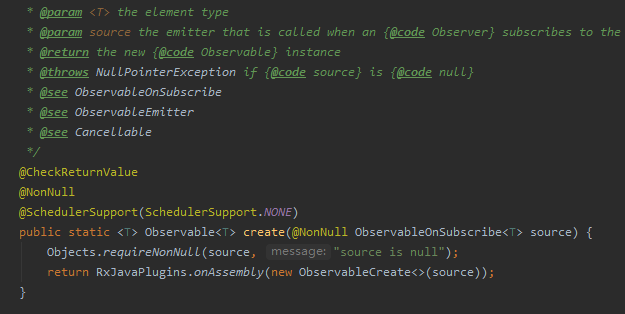 * @param <T> the element type
* @param source the emitter that is called when an {@code Observer} subscribes to the
* @return the new {@code Observable} instance
* @throws NullPointerException if {@code source} is {@code null}
* @see ObservableOnSubscribe
* @see ObservableEmitter
* @see Cancellable
*/
@CheckReturnValue
@NonNull
@SchedulerSupport(SchedulerSupport.NONE)
public static <T> Observable<T> create(@NonNull ObservableOnSubscribe<T> source) {
Objects.requireNonNull(source, message: "source is null");
return RxJavaPlugins.onAssembly(new ObservableCreate<>(source));
}